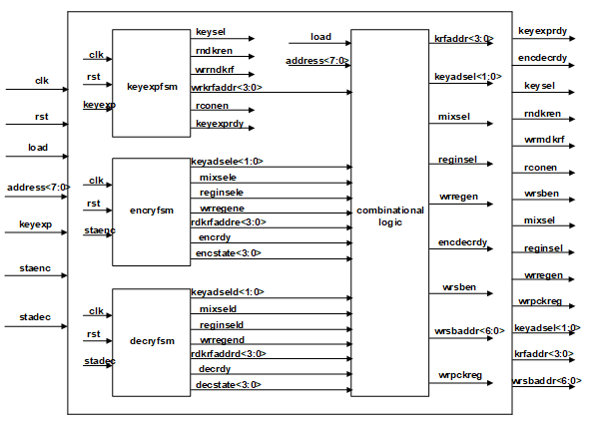 clk
rst
load
address<7:0>
keyexp
staenc
stadec
clk
rst
keyexp
keyexpfsm
keysel
rndkren
wrrndkrf
wrkrfaddr<3:0>
rconen
keyexprdy
clk
rst
staenc
encryfsm
keyadsele<1:0>
mixsele
reginsele
wrregene
rdkrfaddre<3:0>
encrdy
encstate<3:0>
clk
rst
stadec
decryfsm
keyadseld<1:0>
mixseld
reginseld
wrregend
rdkrfaddrd<3:0>
decrdy
decstate<3:0>
load
address<7:0>
combinational
logic
krfaddr<3:0>
keyadsel<1:0>
mixsel
reginsel
wrregen
encdecrdy
wrsben
wrsbaddr<6:0>
wrpckreg
keyexprdy
encdecrdy
keysel
rndkren
wrrndkrf
rconen
wrsben
mixsel
reginsel
wrregen
wrpckreg
keyadsel<1:0>
krfaddr<3:0>
wrsbaddr<6:0>